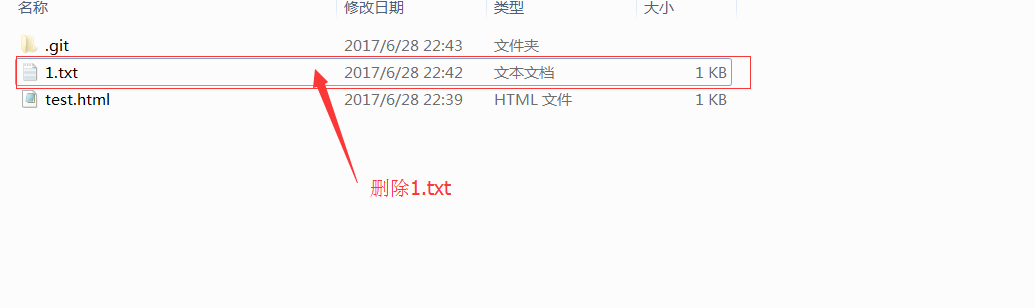 名称 修改日期 类型 大小
.git 2017/6/28 22:43 文件夹
1.txt 2017/6/28 22:42 文本文档 1 KB
test.html 2017/6/28 22:39 HTML 文件 1 KB
删除1.txt